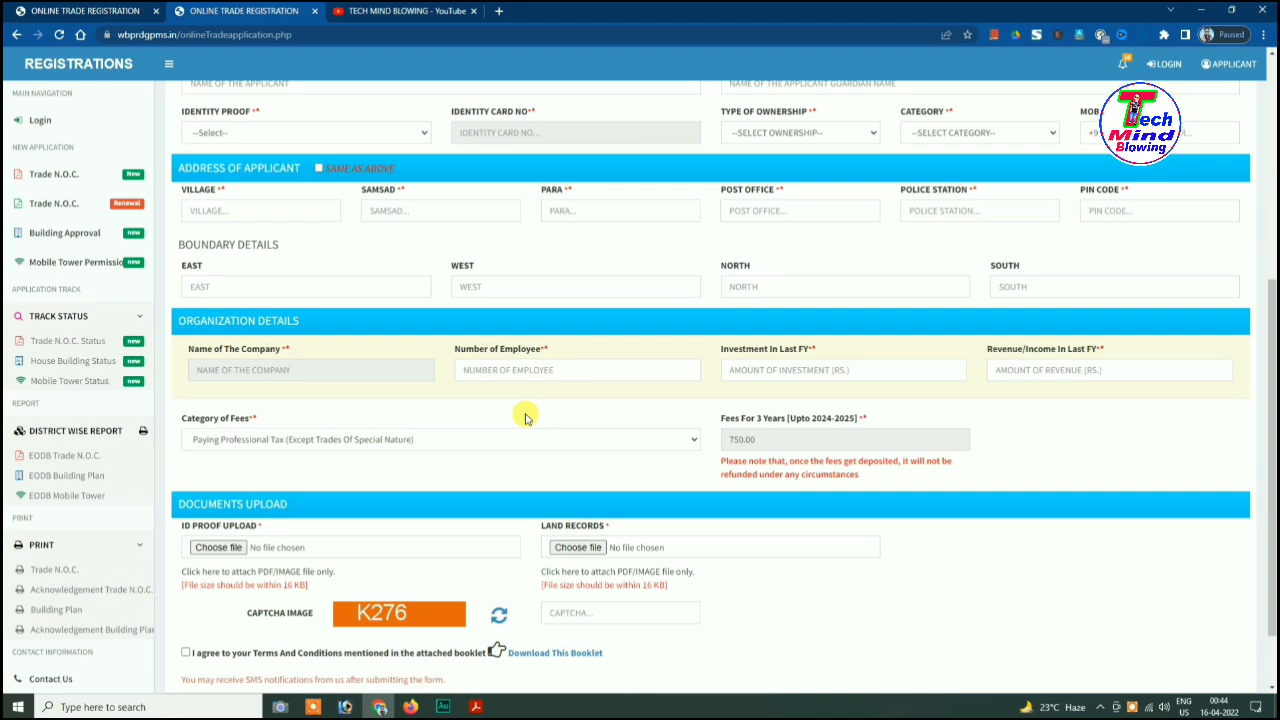 ONLINE TRADE REGISTRATION
ONLINE TRADE REGISTRATION
TECH MIND BLOWING - YouTube
wbprdgpms.in/onlineTradeapplication.php
Paused
REGISTRATIONS
LOGIN
APPLICANT
MAIN NAVIGATION
Login
NEW APPLICATION
Trade N.O.C. New
Trade N.O.C. Renewal
Building Approval new
Mobile Tower Permissio new
APPLICATION TRACK
TRACK STATUS
Trade N.O.C. Status new
House Building Status new
Mobile Tower Status new
REPORT
DISTRICT WISE REPORT
EODB Trade N.O.C.
EODB Building Plan
EODB Mobile Tower
PRINT
PRINT
Trade N.O.C.
Acknowledgement Trade N.O.C.
Building Plan
Acknowledgement Building Plan
CONTACT INFORMATION
Contact Us
NAME OF THE APPLICANT
NAME OF THE APPLICANT GUARDIAN NAME
IDENTITY PROOF ** IDENTITY CARD NO** TYPE OF OWNERSHIP ** CATEGORY ** MOB
--Select-- IDENTITY CARD NO... --SELECT OWNERSHIP-- --SELECT CATEGORY-- +9 R...
Tech Mind Blowing
ADDRESS OF APPLICANT SAME AS ABOVE
VILLAGE ** SAMSAD ** PARA ** POST OFFICE ** POLICE STATION ** PIN CODE **
VILLAGE... SAMSAD... PARA... POST OFFICE... POLICE STATION... PIN CODE...
BOUNDARY DETAILS
EAST WEST NORTH SOUTH
EAST WEST NORTH SOUTH
ORGANIZATION DETAILS
Name of The Company ** Number of Employee** Investment In Last FY** Revenue/Income In Last FY**
NAME OF THE COMPANY NUMBER OF EMPLOYEE AMOUNT OF INVESTMENT (RS.) AMOUNT OF REVENUE (RS.)
Category of Fees** Fees For 3 Years [Upto 2024-2025] **
Paying Professional Tax (Except Trades Of Special Nature) 750.00
Please note that, once the fees get deposited, it will not be
refunded under any circumstances
DOCUMENTS UPLOAD
ID PROOF UPLOAD * LAND RECORDS *
Choose file No file chosen Choose file No file chosen
Click here to attach PDF/IMAGE file only. Click here to attach PDF/IMAGE file only.
[File size should be within 16 KB] [File size should be within 16 KB]
CAPTCHA IMAGE K276 CAPTCHA...
I agree to your Terms And Conditions mentioned in the attached booklet Download This Booklet
You may receive SMS notifications from us after submitting the form.
Type here to search
Au
23°C Haze
ENG
US
00:44
16-04-2022